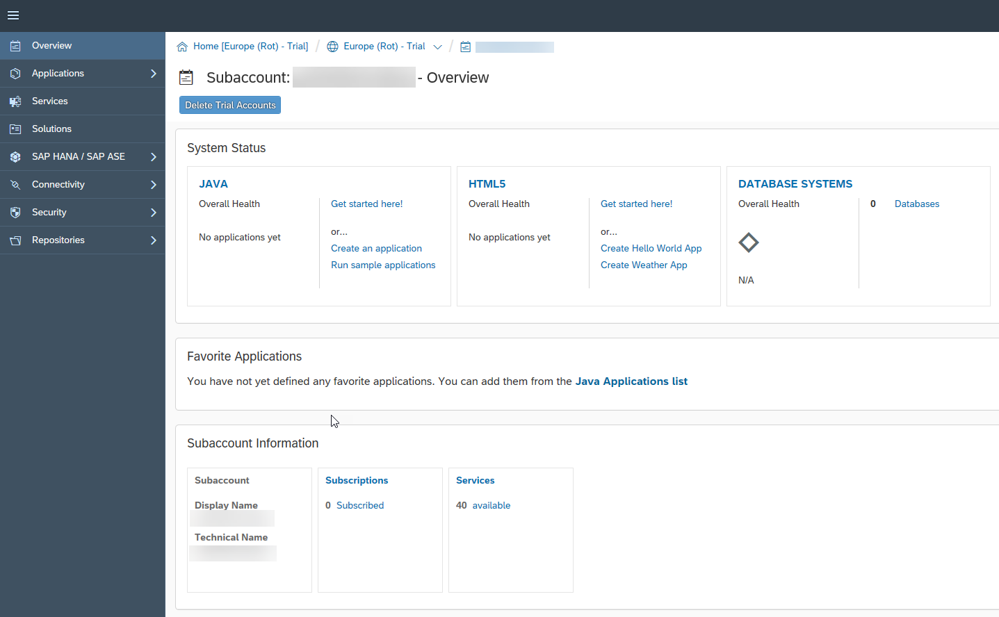 Overview
Applications
Services
Solutions
SAP HANA / SAP ASE
Connectivity
Security
Repositories
Home [Europe (Rot) - Trial] / Europe (Rot) - Trial /
Subaccount: - Overview
Delete Trial Accounts
System Status
JAVA
Overall Health
No applications yet
Get started here!
or...
Create an application
Run sample applications
HTML5
Overall Health
No applications yet
Get started here!
or...
Create Hello World App
Create Weather App
DATABASE SYSTEMS
Overall Health
N/A
0 Databases
Favorite Applications
You have not yet defined any favorite applications. You can add them from the Java Applications list
Subaccount Information
Subaccount
Display Name
Technical Name
Subscriptions
0 Subscribed
Services
40 available